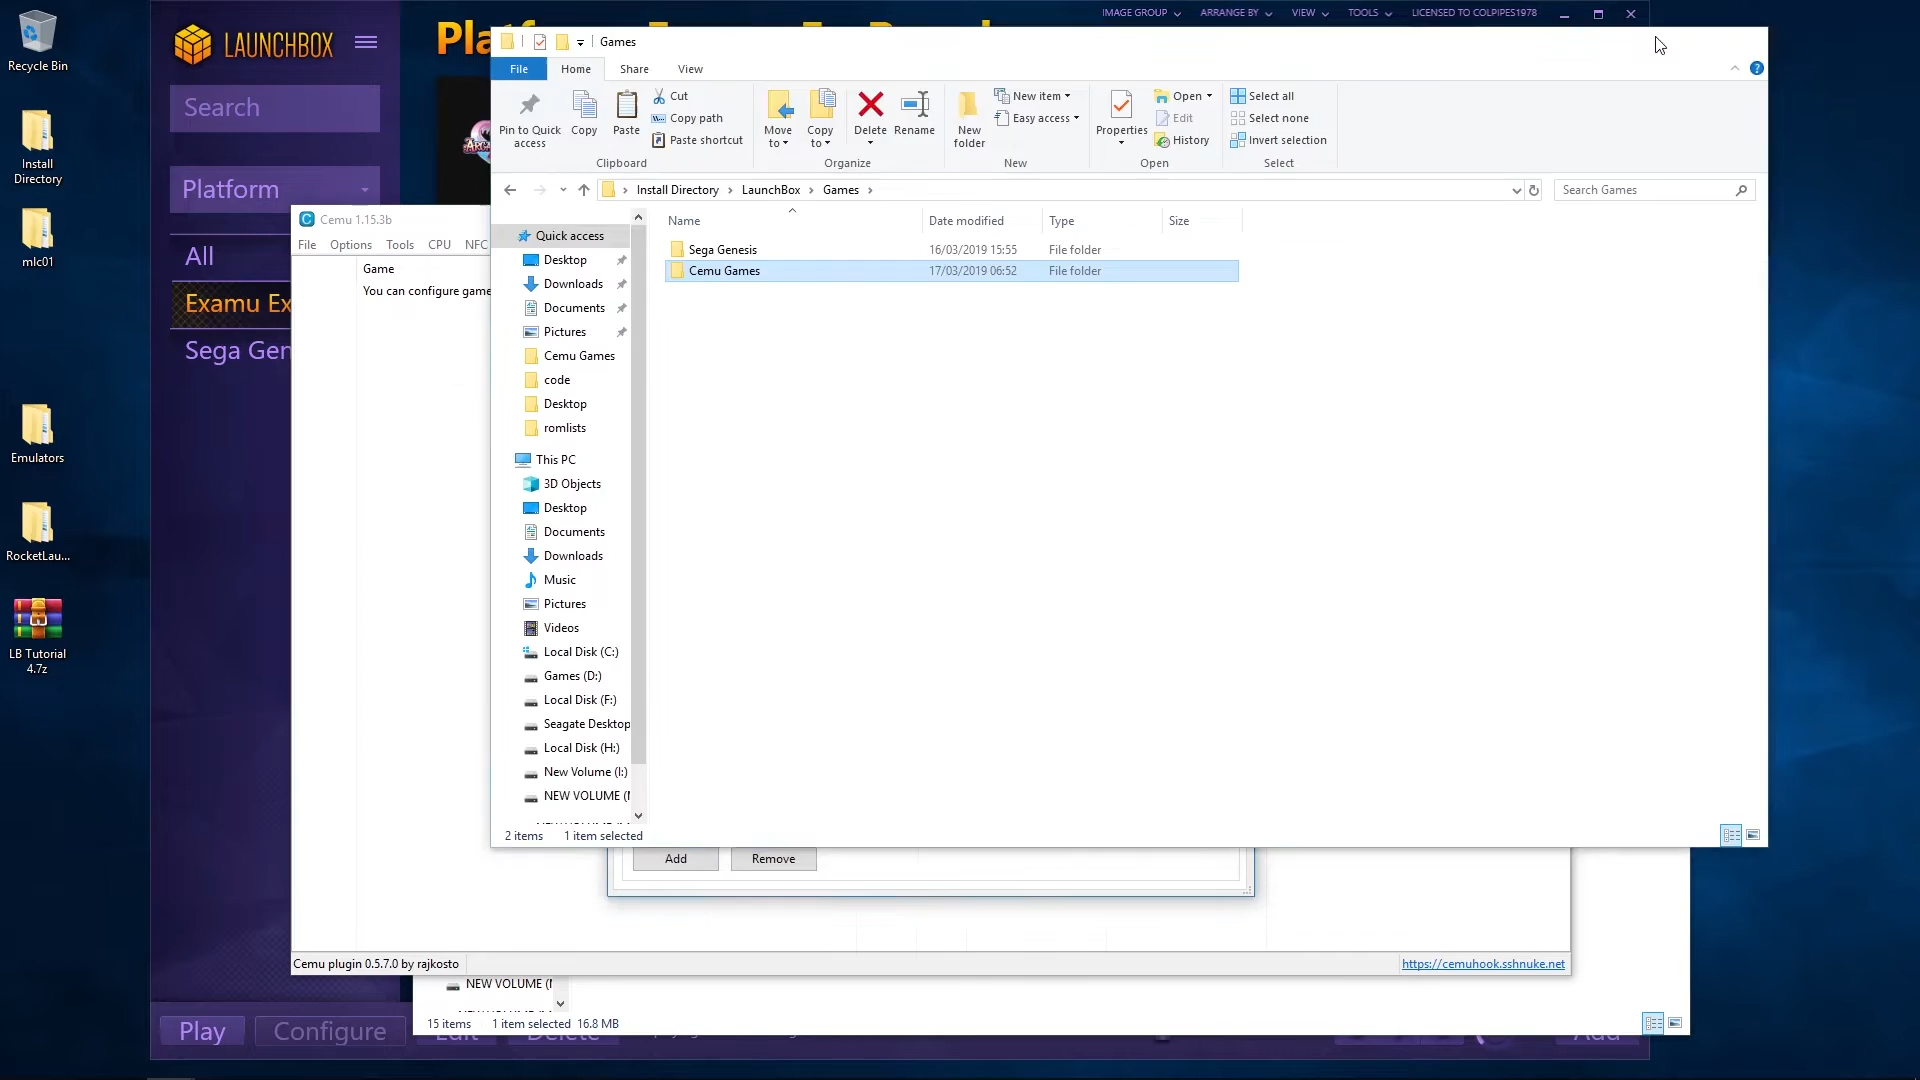 Recycle Bin
Install
Directory
mlc01
Emulators
RocketLau...
LB Tutorial
4.7z
LAUNCHBOX
Search
Platform
All
Examu Ex
Sega Gen
Play
Configure
Edit
Delete
Add
IMAGE GROUP
ARRANGE BY
VIEW
TOOLS
LICENSED TO COLPIPES1978
Pla
Games
File
Home
Share
View
Pin to Quick
access
Copy
Paste
Cut
Copy path
Paste shortcut
Clipboard
Move
to
Copy
to
Delete
Rename
Organize
New
folder
New item
Easy access
New
Properties
Open
Edit
History
Open
Select all
Select none
Invert selection
Select
Install Directory
LaunchBox
Games
Search Games
Name
Date modified
Type
Size
Sega Genesis 16/03/2019 15:55 File folder
Cemu Games 17/03/2019 06:52 File folder
Quick access
Desktop
Downloads
Documents
Pictures
Cemu Games
code
Desktop
romlists
This PC
3D Objects
Desktop
Documents
Downloads
Music
Pictures
Videos
Local Disk (C:)
Games (D:)
Local Disk (F:)
Seagate Desktop
Local Disk (H:)
New Volume (I:)
NEW VOLUME (
2 items 1 item selected
Cemu 1.15.3b
File Options Tools CPU NFC
Game
You can configure game
Add
Remove
Cemu plugin 0.5.7.0 by rajkosto
https://cemuhook.sshnuke.net
NEW VOLUME (
15 items 1 item selected 16.8 MB